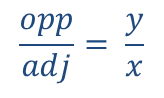 opp/adj = y/x